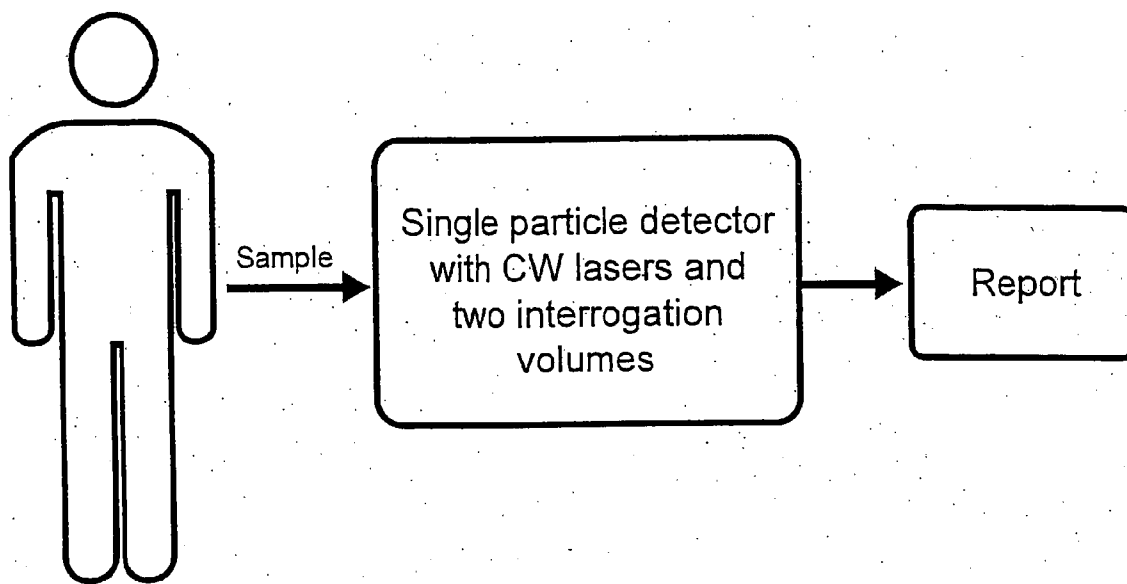 Sample
Single particle detector
with CW lasers and
two interrogation
volumes
Report